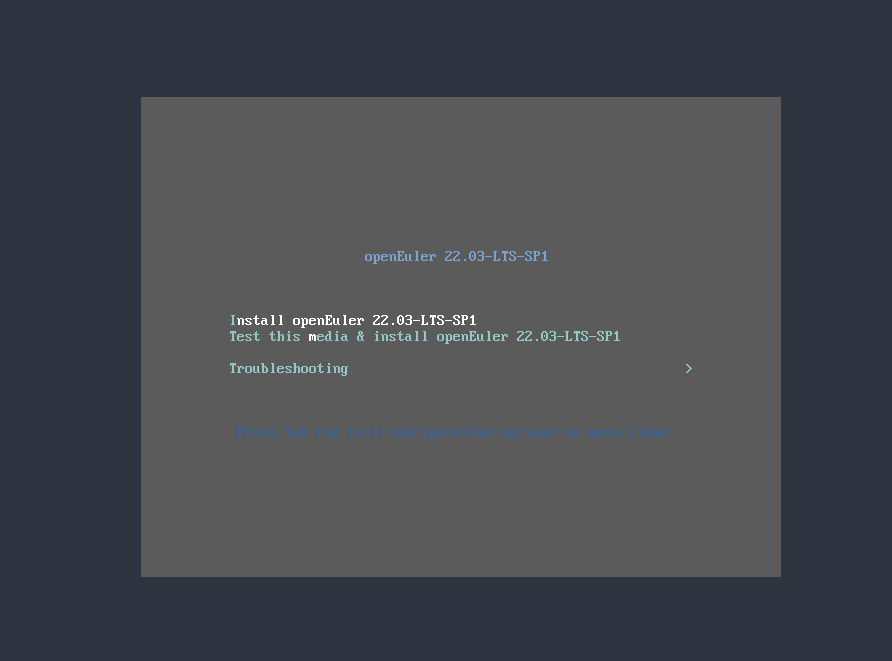 openEuler 22.03-LTS-SP1
Install openEuler 22.03-LTS-SP1
Test this media & install openEuler 22.03-LTS-SP1
Troubleshooting >
Press Tab for full configuration options on menu items.